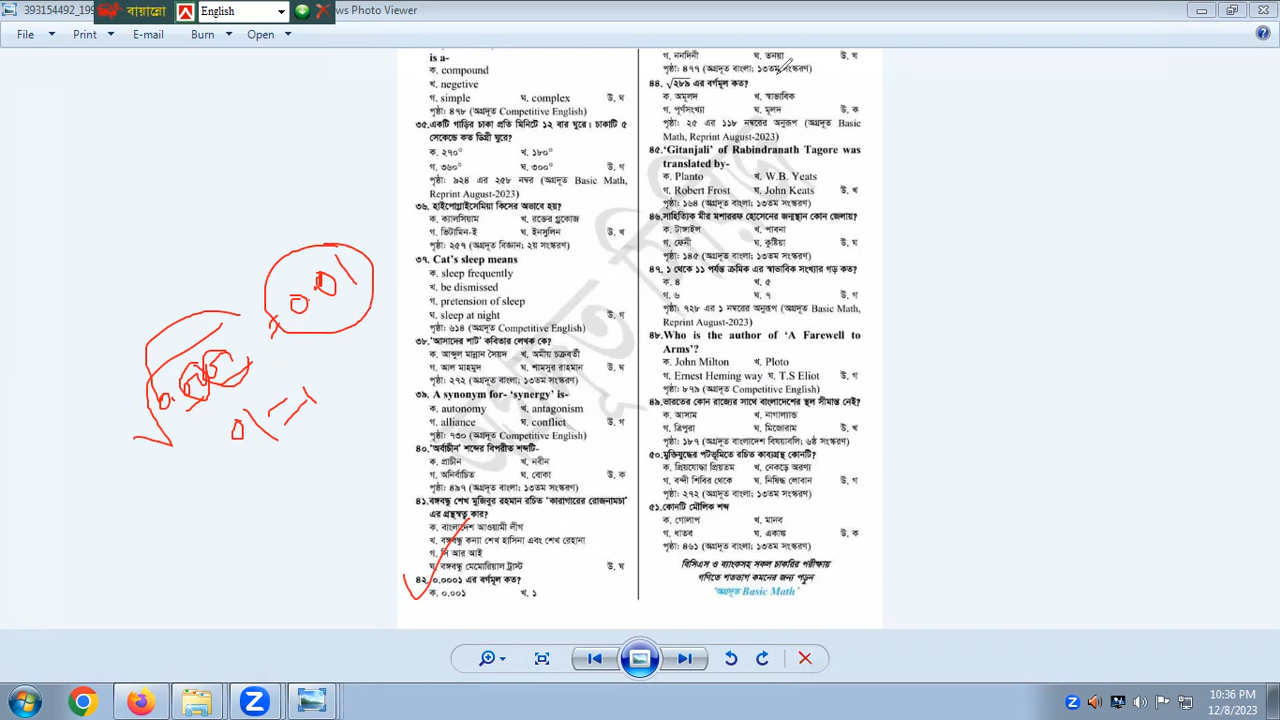 393154492_199
বায়ান্নো
English
ws Photo Viewer
File Print E-mail Burn Open
is a-
ক. compound
খ. negetive
গ. simple ঘ. complex উ. ঘ
পৃষ্ঠা: ৪৭৮ (অগ্রদূত Competitive English)
৩৫.একটি গাড়ির চাকা প্রতি মিনিটে ১২ বার ঘুরে। চাকাটি ৫
সেকেন্ডে কত ডিগ্রী ঘুরে?
ক. ২৭০° খ. ১৮০°
গ. ৩৬০° ঘ. ৩০০° উ. গ
পৃষ্ঠা: ৯২৪ এর ২৫৮ নম্বর (অগ্রদূত Basic Math,
Reprint August-2023)
৩৬. হাইপোগ্লাইসেমিয়া কিসের অভাবে হয়?
ক. ক্যালসিয়াম খ. রক্তের গ্লুকোজ
গ. ভিটামিন-ই ঘ. ইনসুলিন উ. খ
পৃষ্ঠা: ২৫৭ (অগ্রদূত বিজ্ঞান; ২য় সংস্করণ)
৩৭. Cat's sleep means
ক. sleep frequently
খ. be dismissed
গ. pretension of sleep
ঘ. sleep at night উ. গ
পৃষ্ঠা: ৬১৪ (অগ্রদূত Competitive English)
৩৮. 'আসাদের শার্ট' কবিতার লেখক কে?
ক. আব্দুল মান্নান সৈয়দ খ. অমীয় চক্রবর্তী
গ. আল মাহমুদ ঘ. শামসুর রাহমান উ. ঘ
পৃষ্ঠা: ২৭২ (অগ্রদূত বাংলা; ১৩তম সংস্করণ)
৩৯. A synonym for- 'synergy' is-
ক. autonomy খ. antagonism
গ. alliance ঘ. conflict উ. গ
পৃষ্ঠা: ৭৩০ (অগ্রদূত Competitive English)
৪০. 'অর্বাচীন' শব্দের বিপরীত শব্দটি-
ক. প্রাচীন খ. নবীন
গ. অনির্বাচিত ঘ. বোকা উ. ক
পৃষ্ঠা: ৪৯৭ (অগ্রদূত বাংলা; ১৩তম সংস্করণ)
৪১.বঙ্গবন্ধু শেখ মুজিবুর রহমান রচিত 'কারাগারের রোজনামচা'
এর গ্রন্থস্বত্ব কার?
ক. বাংলাদেশ আওয়ামী লীগ
খ. বঙ্গবন্ধু কন্যা শেখ হাসিনা এবং শেখ রেহানা
গ. সি আর আই
ঘ. বঙ্গবন্ধু মেমোরিয়াল ট্রাস্ট উ. ঘ
৪২. ০.০০০১ এর বর্গমূল কত?
ক. ০.০০১ খ. ১
গ. ননদিনী ঘ. তনয়া উ. ঘ
পৃষ্ঠা: ৪৭৭ (অগ্রদূত বাংলা; ১৩তম সংস্করণ)
৪৪. √২৮৯ এর বর্গমূল কত?
ক. অমূলদ খ. স্বাভাবিক
গ. পূর্ণসংখ্যা ঘ. মূলদ উ. ক
পৃষ্ঠা: ২৫ এর ১১৮ নম্বরের অনুরূপ (অগ্রদূত Basic
Math, Reprint August-2023)
৪৫.'Gitanjali' of Rabindranath Tagore was
translated by-
ক. Planto খ. W.B. Yeats
গ. Robert Frost ঘ. John Keats উ. খ
পৃষ্ঠা: ১৬৪ (অগ্রদূত বাংলা; ১৩তম সংস্করণ)
৪৬.সাহিত্যিক মীর মশাররফ হোসেনের জন্মস্থান কোন জেলায়?
ক. টাঙ্গাইল খ. পাবনা
গ. ফেনী ঘ. কুষ্টিয়া উ. ঘ
পৃষ্ঠা: ১৪৫ (অগ্রদূত বাংলা; ১৩তম সংস্করণ)
৪৭. ১ থেকে ১১ পর্যন্ত ক্রমিক এর স্বাভাবিক সংখ্যার গড় কত?
ক. ৪ খ. ৫
গ. ৬ ঘ. ৭ উ. গ
পৃষ্ঠা: ৭২৮ এর ১ নম্বরের অনুরূপ (অগ্রদূত Basic Math,
Reprint August-2023)
৪৮.Who is the author of 'A Farewell to
Arms'?
ক. John Milton খ. Ploto
গ. Ernest Heming way ঘ. T.S Eliot উ. গ
পৃষ্ঠা: ৮৭৯ (অগ্রদূত Competitive English)
৪৯.ভারতের কোন রাজ্যের সাথে বাংলাদেশের স্থল সীমান্ত নেই?
ক. আসাম খ. নাগাল্যান্ড
গ. ত্রিপুরা ঘ. মিজোরাম উ. খ
পৃষ্ঠা: ১৮৭ (অগ্রদূত বাংলাদেশ বিষয়াবলি; ৬ষ্ঠ সংস্করণ)
৫০.মুক্তিযুদ্ধের পটভূমিতে রচিত কাব্যগ্রন্থ কোনটি?
ক. প্রিয়যোদ্ধা প্রিয়তম খ. নেকড়ে অরণ্য
গ. বন্দী শিবির থেকে ঘ. নিষিদ্ধ লোবান উ. গ
পৃষ্ঠা: ২৭২ (অগ্রদূত বাংলা; ১৩তম সংস্করণ)
৫১.কোনটি মৌলিক শব্দ
ক. গোলাপ খ. মানব
গ. ধাতব ঘ. একাঙ্ক উ. ক
পৃষ্ঠা: ৪৬১ (অগ্রদূত বাংলা; ১৩তম সংস্করণ)
বিসিএস ও ব্যাংকসহ সকল চাকরির পরীক্ষায়
গণিতে শতভাগ কমনের জন্য পড়ুন
'অগ্রদূত Basic Math'
0.01
10:36 PM
12/8/2023